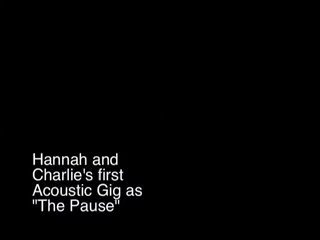 Hannah and
Charlie's first
Acoustic Gig as
"The Pause"